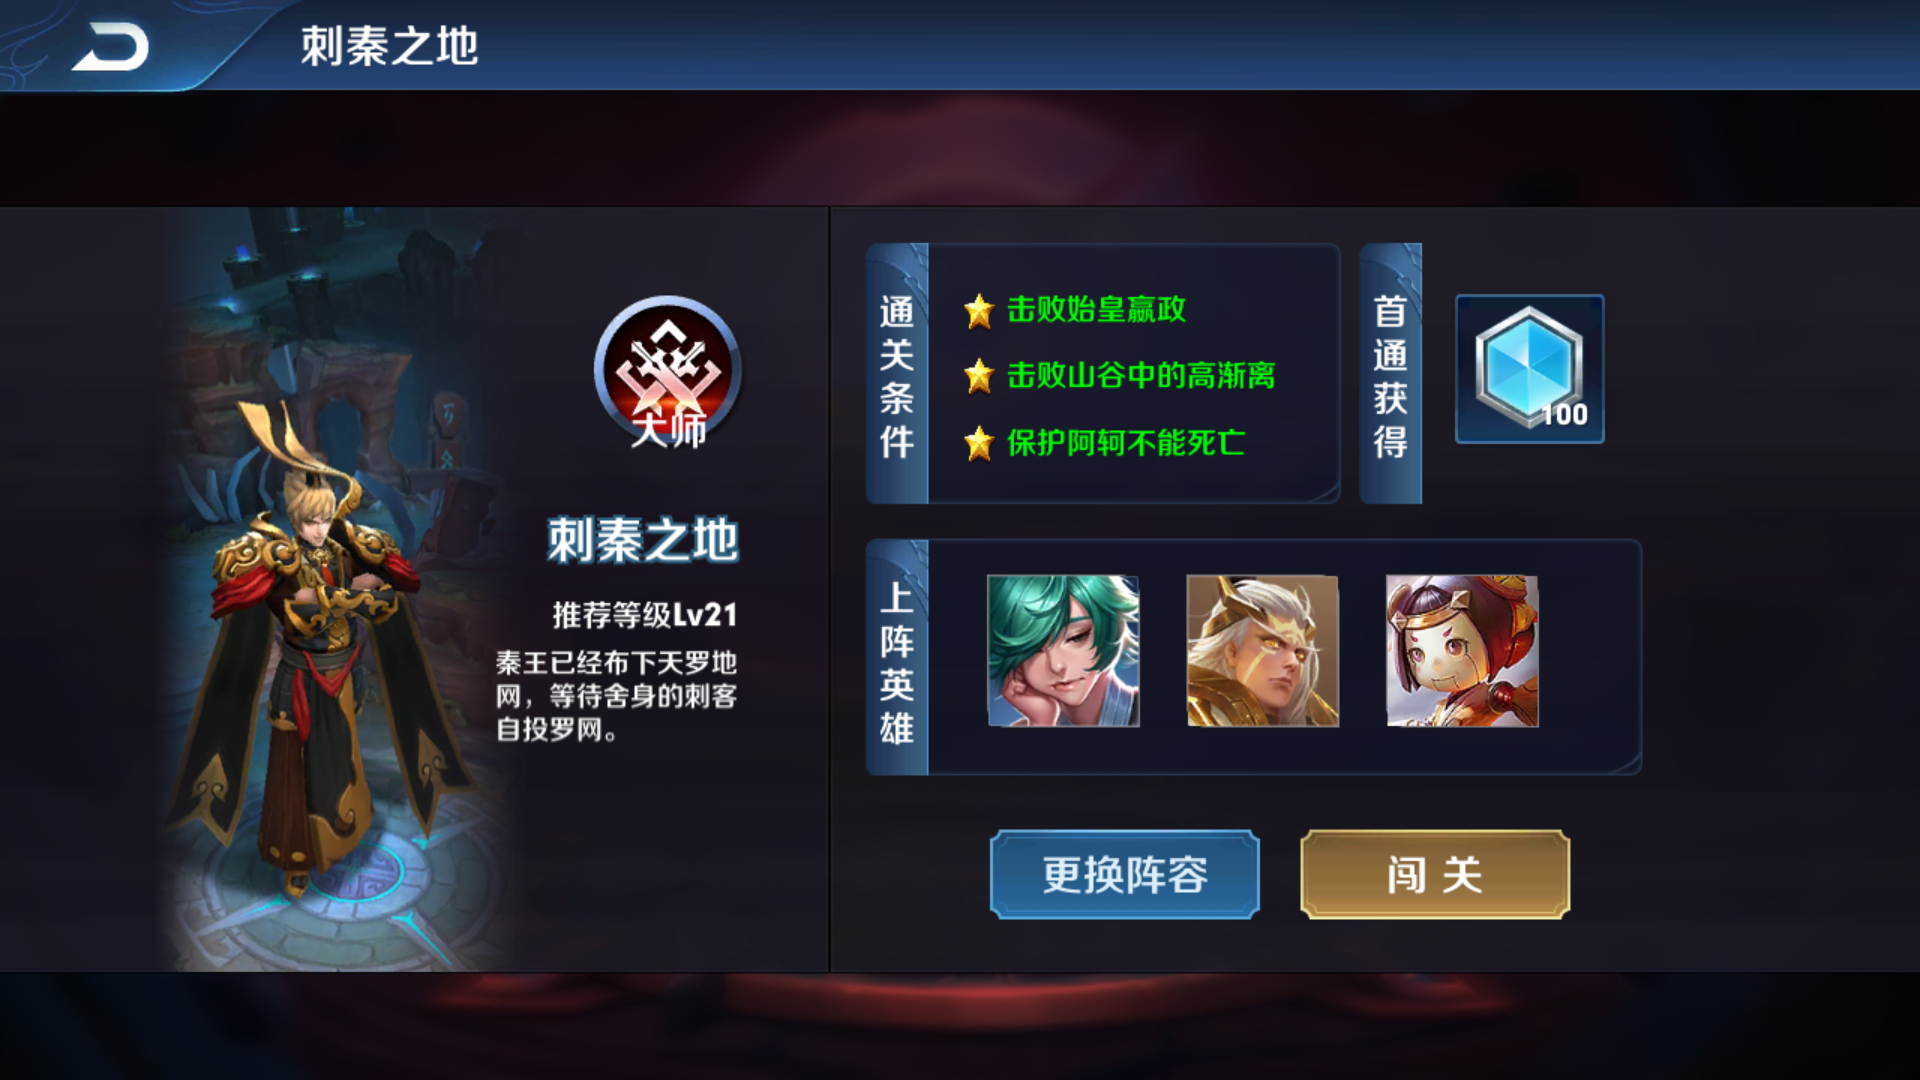 刺秦之地
大师
刺秦之地
推荐等级Lv21
秦王已经布下天罗地
网，等待舍身的刺客
自投罗网。
通关条件
击败始皇嬴政
击败山谷中的高渐离
保护阿轲不能死亡
首通获得
100
上阵英雄
更换阵容
闯关